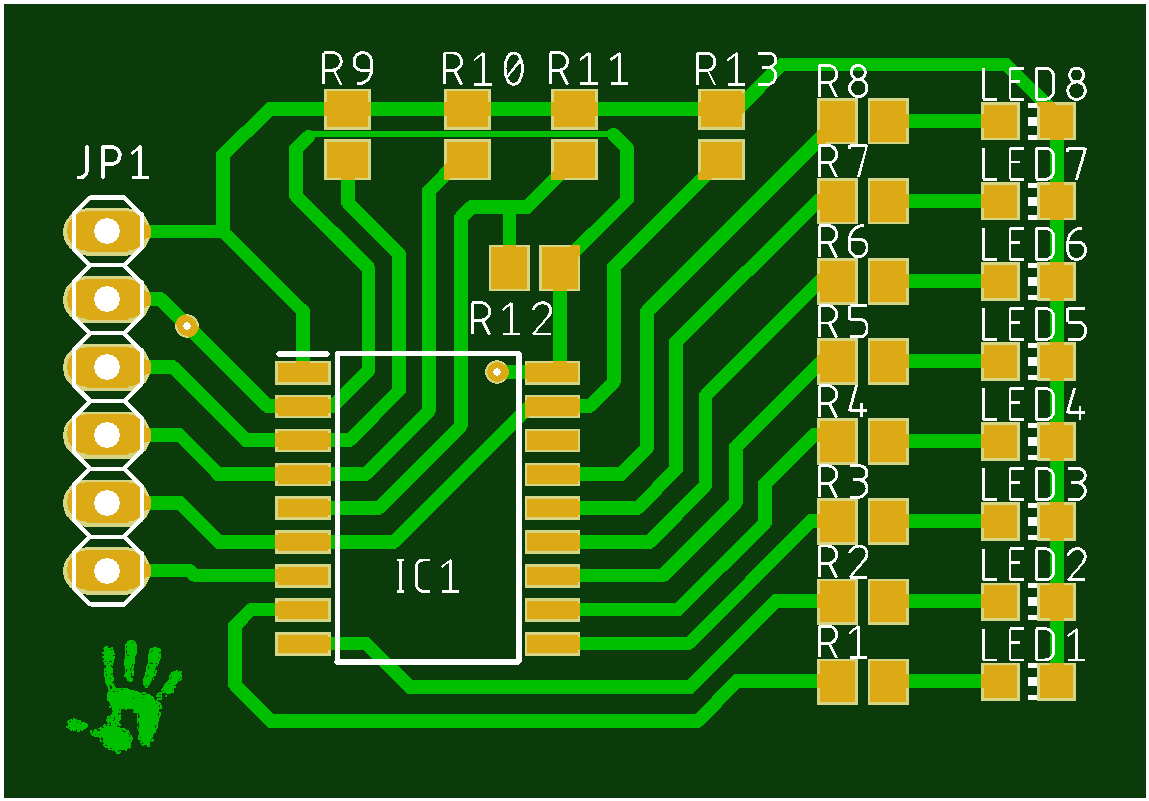 R9 R10 R11 R13
R8 LED8
JP1
R7 LED7
R6 LED6
R12
R5 LED5
R4 LED4
R3 LED3
IC1
R2 LED2
R1 LED1